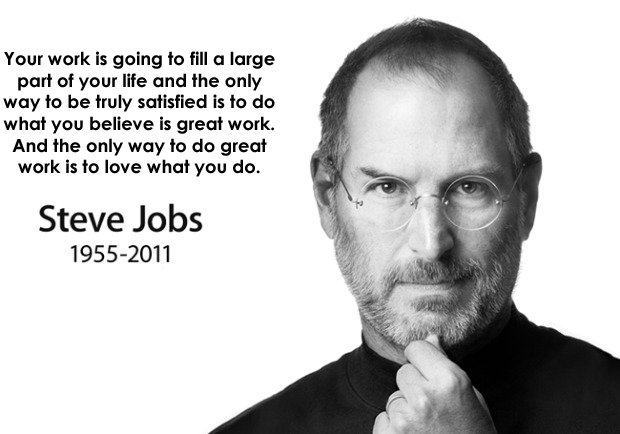 Your work is going to fill a large
part of your life and the only
way to be truly satisfied is to do
what you believe is great work.
And the only way to do great
work is to love what you do.
Steve Jobs
1955-2011